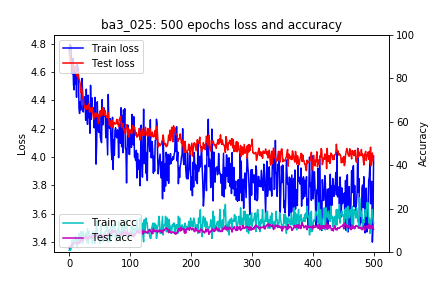 ba3_025: 500 epochs loss and accuracy
Train loss
Test loss
Train acc
Test acc
Loss
4.8
4.6
4.4
4.2
4.0
3.8
3.6
3.4
Accuracy
100
80
60
40
20
0
0 100 200 300 400 500